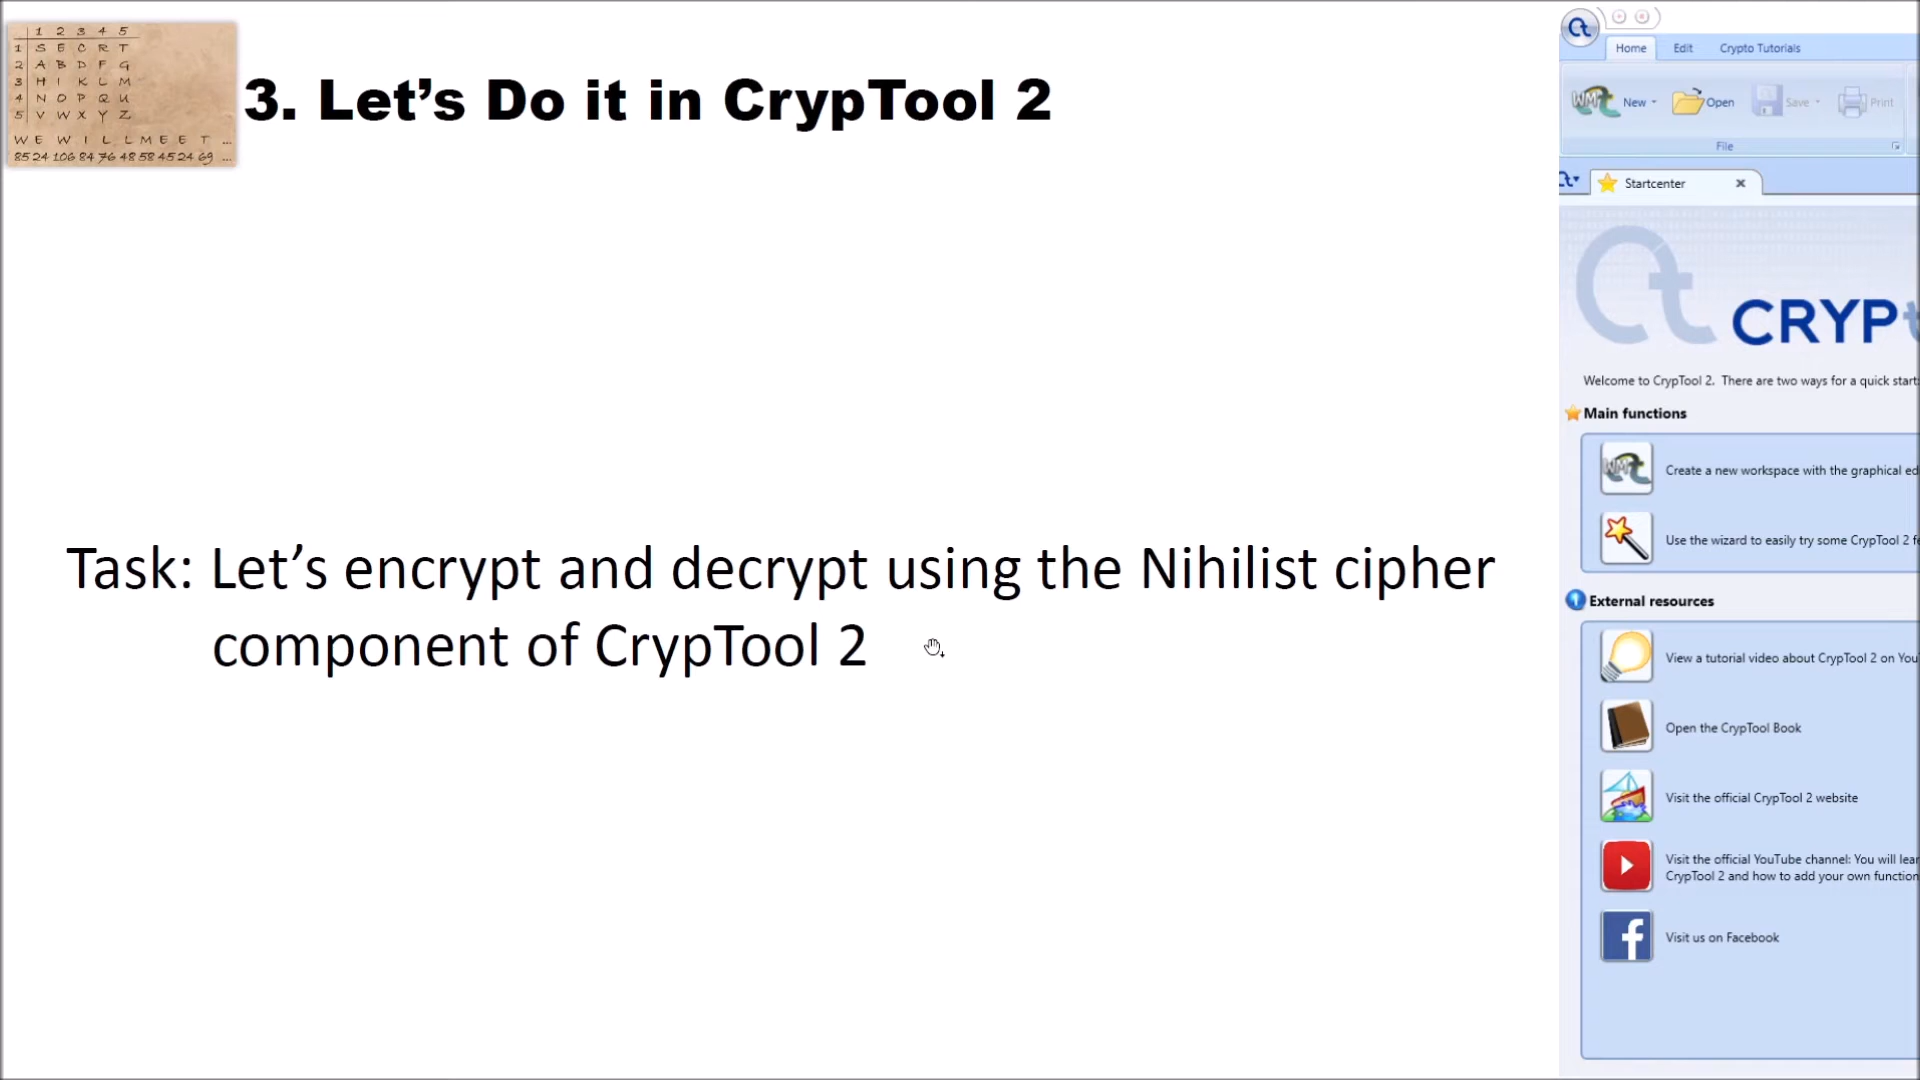 1 2 3 4 5
1 S E C R T
2 A B D F G
3 H I K L M
4 N O P Q U
5 V W X Y Z
W E W I L L M E E T ...
85 24 106 84 76 48 58 45 24 69 ...
3. Let’s Do it in CrypTool 2
Task: Let’s encrypt and decrypt using the Nihilist cipher
component of CrypTool 2
Home Edit Crypto Tutorials
New Open Save Print
File
Startcenter
CRYP
Welcome to CrypTool 2. There are two ways for a quick start
Main functions
Create a new workspace with the graphical ed
Use the wizard to easily try some CrypTool 2 f
External resources
View a tutorial video about CrypTool 2 on You
Open the CrypTool Book
Visit the official CrypTool 2 website
Visit the official YouTube channel: You will lear
CrypTool 2 and how to add your own function
Visit us on Facebook